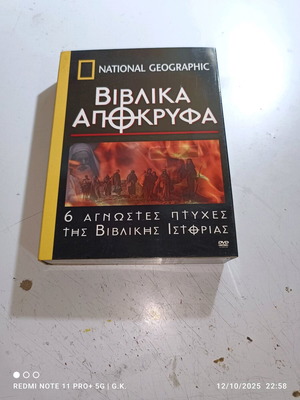 NATIONAL GEOGRAPHIC
ΒΙΒΛΙΚΑ
ΑΠΟΚΡΥΦΑ
6 ΑΓΝΩΣΤΕΣ ΠΤΥΧΕΣ
ΤΗΣ ΒΙΒΛΙΚΗΣ ΙΣΤΟΡΙΑΣ
DVD
REDMI NOTE 11 PRO+ 5G | G.K.
12/10/2025 22:58